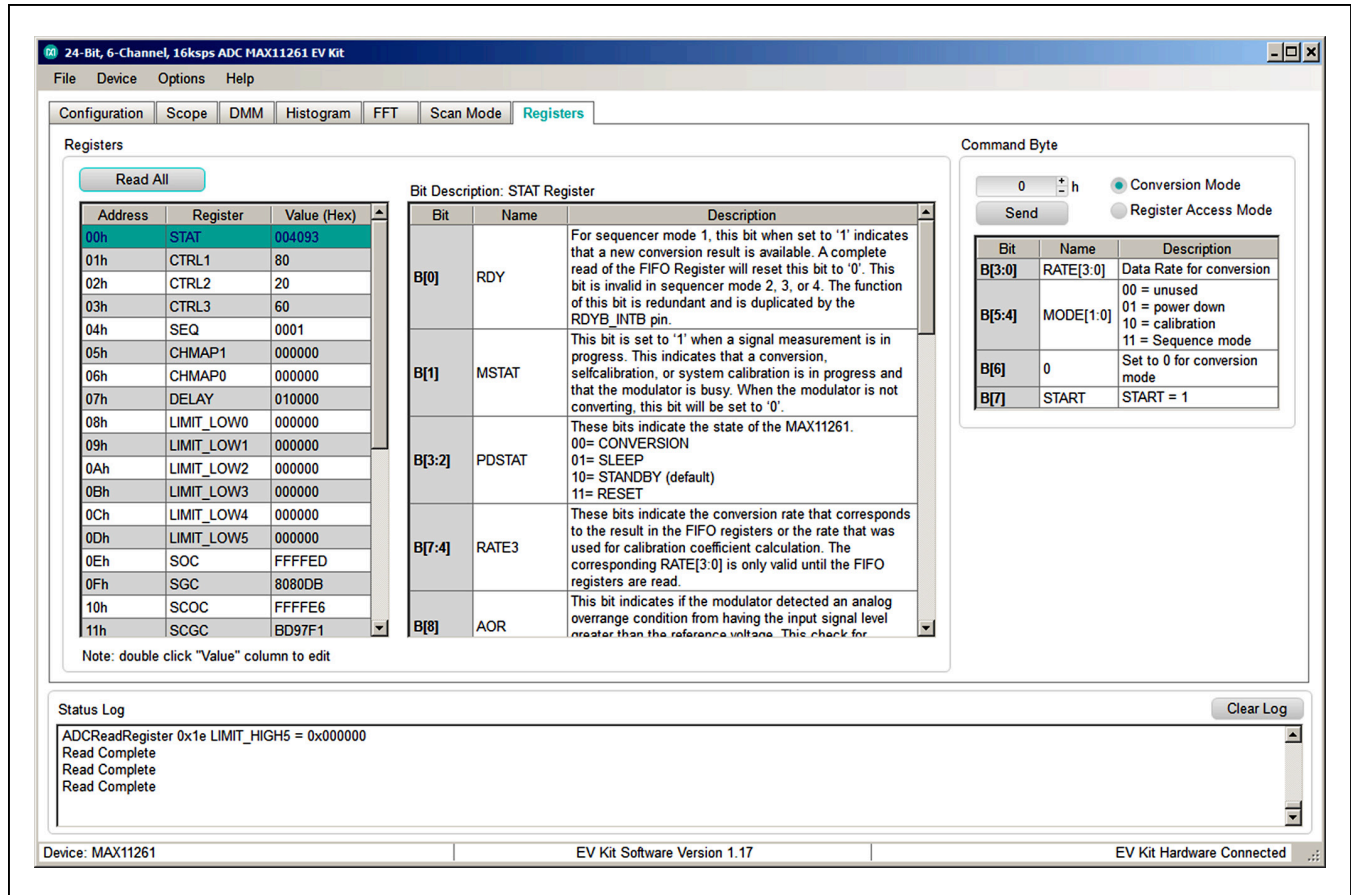 24-Bit, 6-Channel, 16ksps ADC MAX11261 EV Kit
File Device Options Help
Configuration Scope DMM Histogram FFT Scan Mode Registers
Registers
Read All
Address Register Value (Hex)
00h STAT 004093
01h CTRL1 80
02h CTRL2 20
03h CTRL3 60
04h SEQ 0001
05h CHMAP1 000000
06h CHMAP0 000000
07h DELAY 010000
08h LIMIT_LOW0 000000
09h LIMIT_LOW1 000000
0Ah LIMIT_LOW2 000000
0Bh LIMIT_LOW3 000000
0Ch LIMIT_LOW4 000000
0Dh LIMIT_LOW5 000000
0Eh SOC FFFFED
0Fh SGC 8080DB
10h SCOC FFFFE6
11h SCGC BD97F1
Note: double click "Value" column to edit
Bit Description: STAT Register
Bit Name Description
B[0] RDY
For sequencer mode 1, this bit when set to '1' indicates
that a new conversion result is available. A complete
read of the FIFO Register will reset this bit to '0'. This
bit is invalid in sequencer mode 2, 3, or 4. The function
of this bit is redundant and is duplicated by the
RDYB_INTB pin.
B[1] MSTAT
This bit is set to '1' when a signal measurement is in
progress. This indicates that a conversion,
selfcalibration, or system calibration is in progress and
that the modulator is busy. When the modulator is not
converting, this bit will be set to '0'.
B[3:2] PDSTAT
These bits indicate the state of the MAX11261.
00= CONVERSION
01= SLEEP
10= STANDBY (default)
11= RESET
B[7:4] RATE3
These bits indicate the conversion rate that corresponds
to the result in the FIFO registers or the rate that was
used for calibration coefficient calculation. The
corresponding RATE[3:0] is only valid until the FIFO
registers are read.
B[8] AOR
This bit indicates if the modulator detected an analog
overrange condition from having the input signal level
greater than the reference voltage. This check for
Command Byte
0 h
Conversion Mode
Send
Register Access Mode
Bit Name Description
B[3:0] RATE[3:0] Data Rate for conversion
B[5:4] MODE[1:0]
00 = unused
01 = power down
10 = calibration
11 = Sequence mode
B[6] 0
Set to 0 for conversion
mode
B[7] START START = 1
Status Log
Clear Log
ADCReadRegister 0x1e LIMIT_HIGH5 = 0x000000
Read Complete
Read Complete
Read Complete
Device: MAX11261
EV Kit Software Version 1.17
EV Kit Hardware Connected